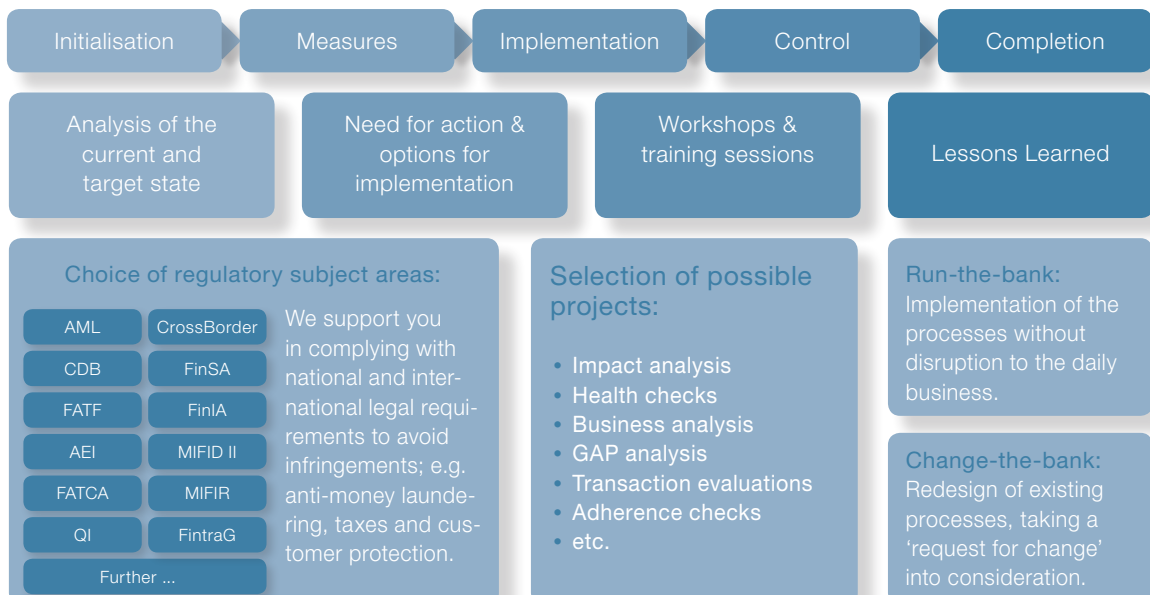 Initialisation
Measures
Implementation
Control
Completion
Analysis of the
current and
target state
Need for action &
options for
implementation
Workshops &
training sessions
Lessons Learned
Choice of regulatory subject areas:
AML
CrossBorder
CDB
FinSA
FATF
FinIA
AEI
MIFID II
FATCA
MIFIR
QI
FintraG
Further ...
We support you
in complying with
national and inter-
national legal requi-
rements to avoid
infringements; e.g.
anti-money launde-
ring, taxes and cus-
tomer protection.
Selection of possible
projects:
• Impact analysis
• Health checks
• Business analysis
• GAP analysis
• Transaction evaluations
• Adherence checks
• etc.
Run-the-bank:
Implementation of the
processes without
disruption to the daily
business.
Change-the-bank:
Redesign of existing
processes, taking a
‘request for change’
into consideration.